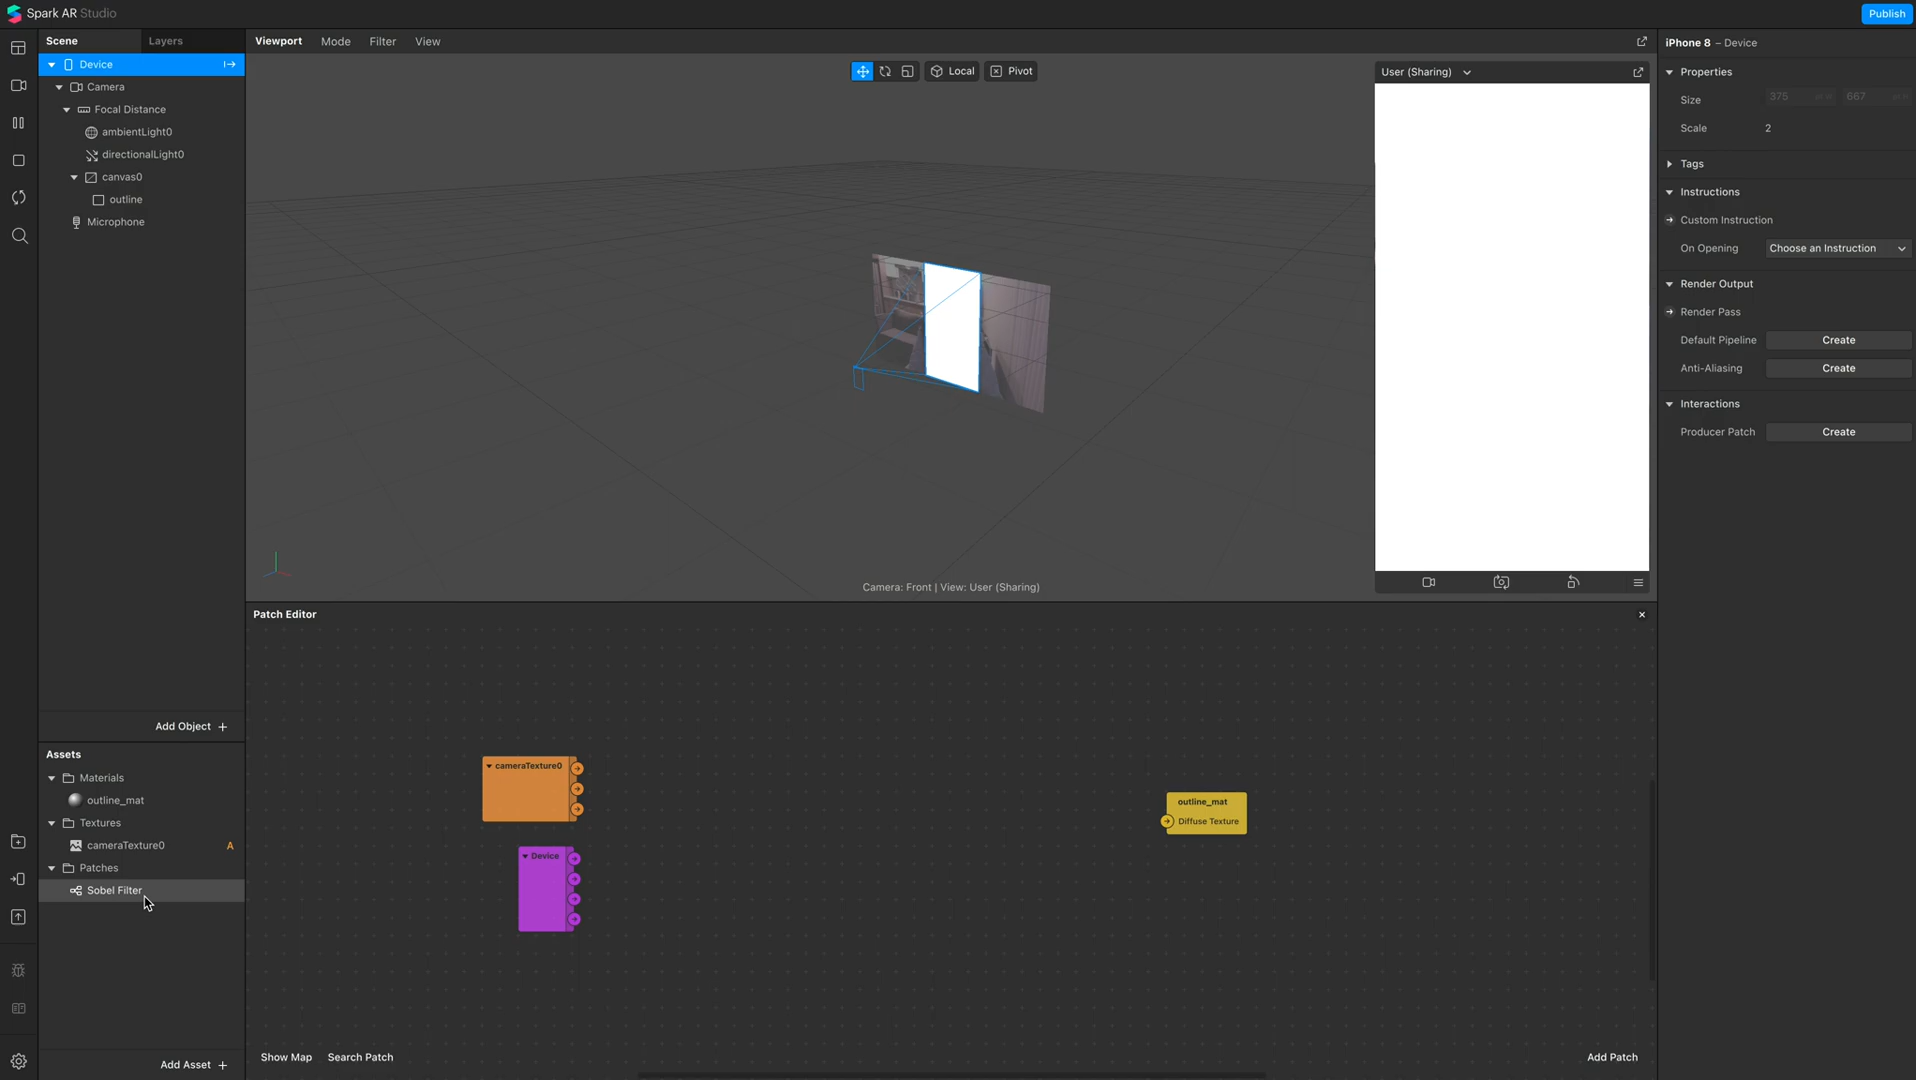 Spark AR Studio
Publish
Scene
Layers
Viewport
Mode
Filter
View
iPhone 8 – Device
Device
Camera
Focal Distance
ambientLight0
directionalLight0
canvas0
outline
Microphone
Local
Pivot
User (Sharing)
Properties
Size
375
667
Scale
2
Tags
Instructions
Custom Instruction
On Opening
Choose an Instruction
Render Output
Render Pass
Default Pipeline
Create
Anti-Aliasing
Create
Interactions
Producer Patch
Create
Camera: Front | View: User (Sharing)
Patch Editor
Add Object +
Assets
Materials
outline_mat
Textures
cameraTexture0
A
Patches
Sobel Filter
cameraTexture0
Device
outline_mat
Diffuse Texture
Show Map
Search Patch
Add Patch
Add Asset +